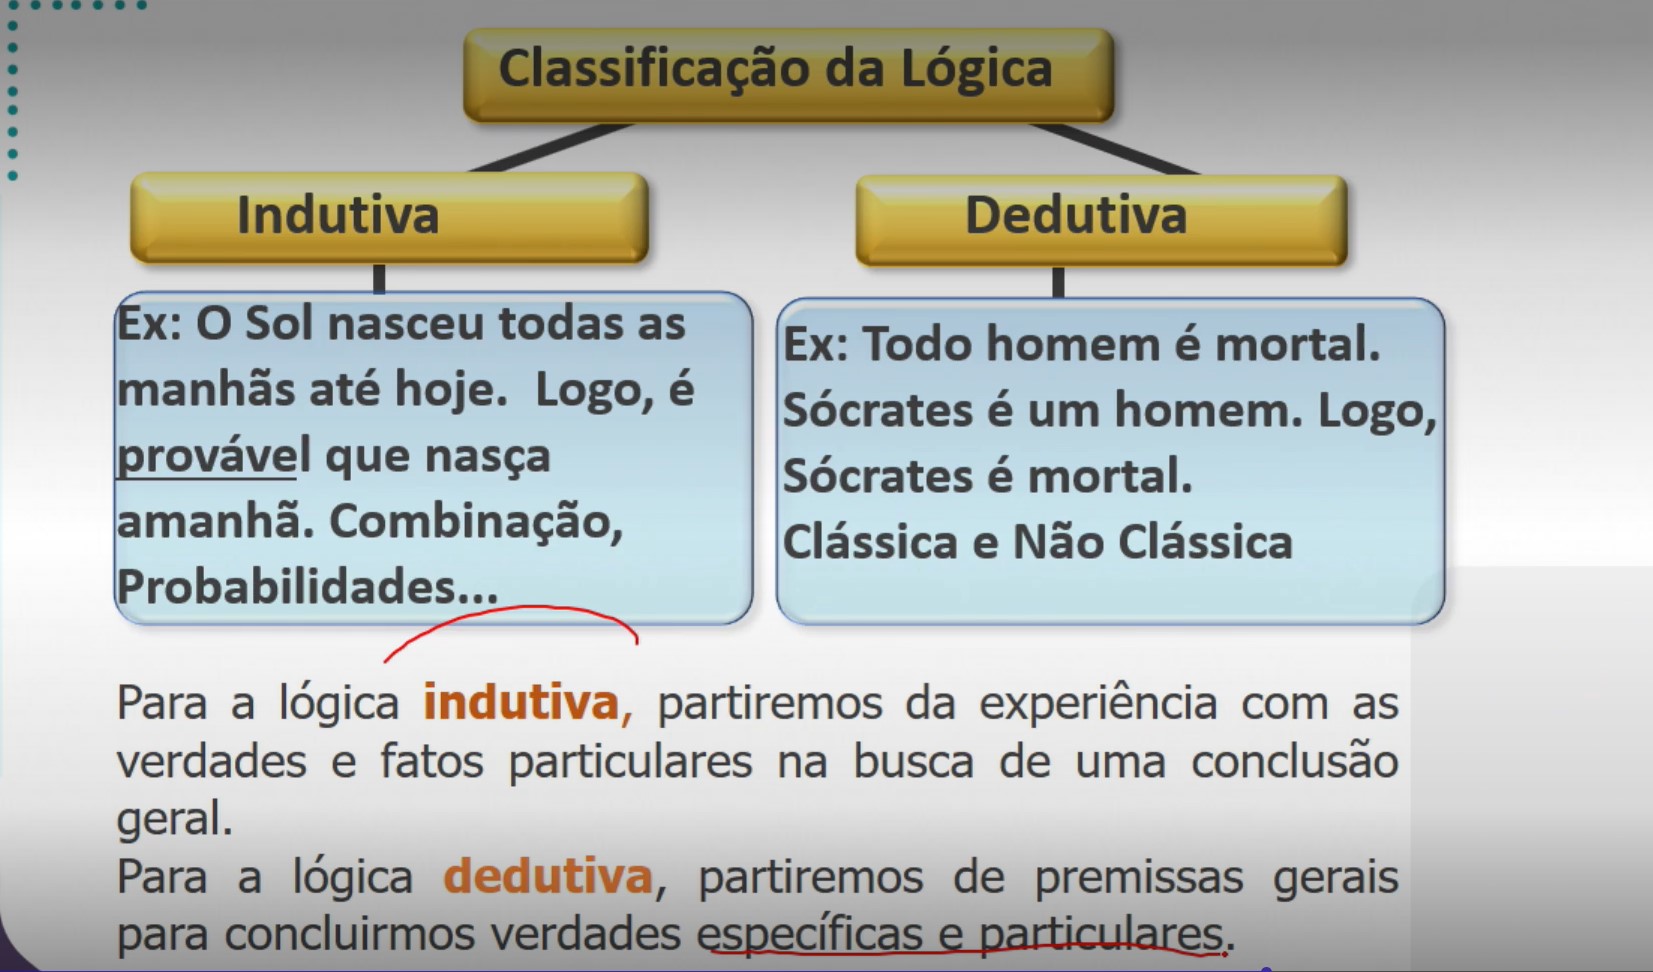 Classificação da Lógica
Indutiva
Dedutiva
Ex: O Sol nasceu todas as
manhãs até hoje.  Logo, é
provável que nasça
amanhã. Combinação,
Probabilidades...
Ex: Todo homem é mortal.
Sócrates é um homem. Logo,
Sócrates é mortal.
Clássica e Não Clássica
Para a lógica indutiva, partiremos da experiência com as
verdades e fatos particulares na busca de uma conclusão
geral.
Para a lógica dedutiva, partiremos de premissas gerais
para concluirmos verdades específicas e particulares.